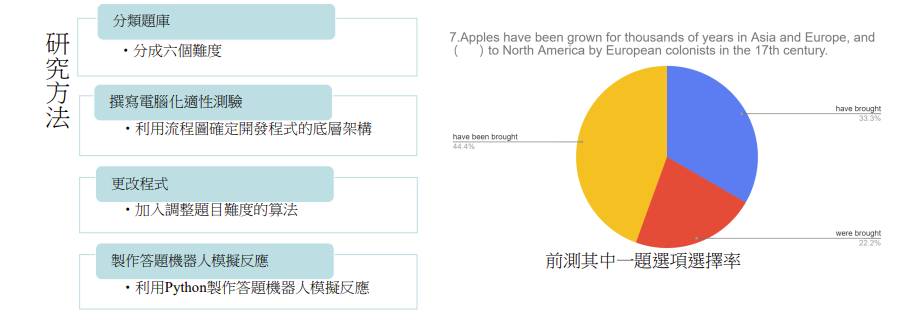 研究方法
分類題庫
・分成六個難度
撰寫電腦化適性測驗
・利用流程圖確定開發程式的底層架構
更改程式
・加入調整題目難度的算法
製作答題機器人模擬反應
・利用Python製作答題機器人模擬反應
7.Apples have been grown for thousands of years in Asia and Europe, and
(      ) to North America by European colonists in the 17th century.
have brought
33.3%
have been brought
44.4%
were brought
22.2%
前測其中一題選項選擇率